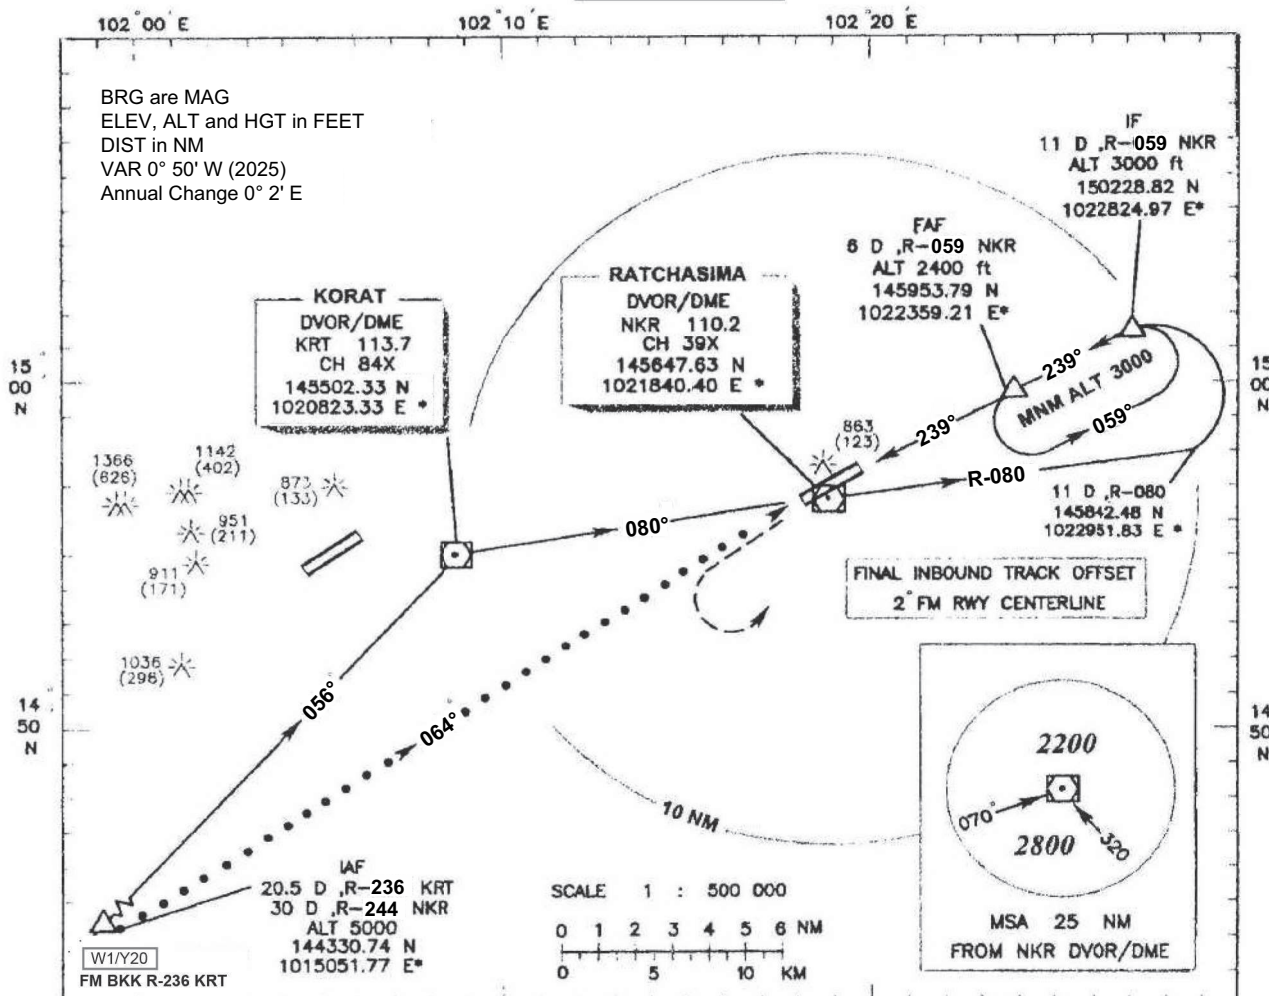 102°00' E
102°10' E
102°20' E
BRG are MAG
ELEV, ALT and HGT in FEET
DIST in NM
VAR 0° 50' W (2025)
Annual Change 0° 2' E
IF
11 D ,R-059 NKR
ALT 3000 ft
150228.82 N
1022824.97 E*
FAF
6 D ,R-059 NKR
ALT 2400 ft
145953.79 N
1022359.21 E*
KORAT
DVOR/DME
KRT 113.7
CH 84X
145502.33 N
1020823.33 E *
RATCHASIMA
DVOR/DME
NKR 110.2
CH 39X
145647.63 N
1021840.40 E *
15
00
N
15
00
N
239°
MNM ALT 3000
059°
239°
863
(123)
R-080
11 D ,R-080
145842.48 N
1022951.83 E *
1366
(626)
1142
(402)
873
(133)
951
(211)
911
(171)
1036
(296)
080°
FINAL INBOUND TRACK OFFSET
2° FM RWY CENTERLINE
056°
064°
14
50
N
14
50
N
10 NM
2200
070°
2800
320
MSA 25 NM
FROM NKR DVOR/DME
IAF
20.5 D ,R-236 KRT
30 D ,R-244 NKR
ALT 5000
144330.74 N
1015051.77 E*
W1/Y20
FM BKK R-236 KRT
SCALE 1 : 500 000
0 1 2 3 4 5 6 NM
0 5 10 KM